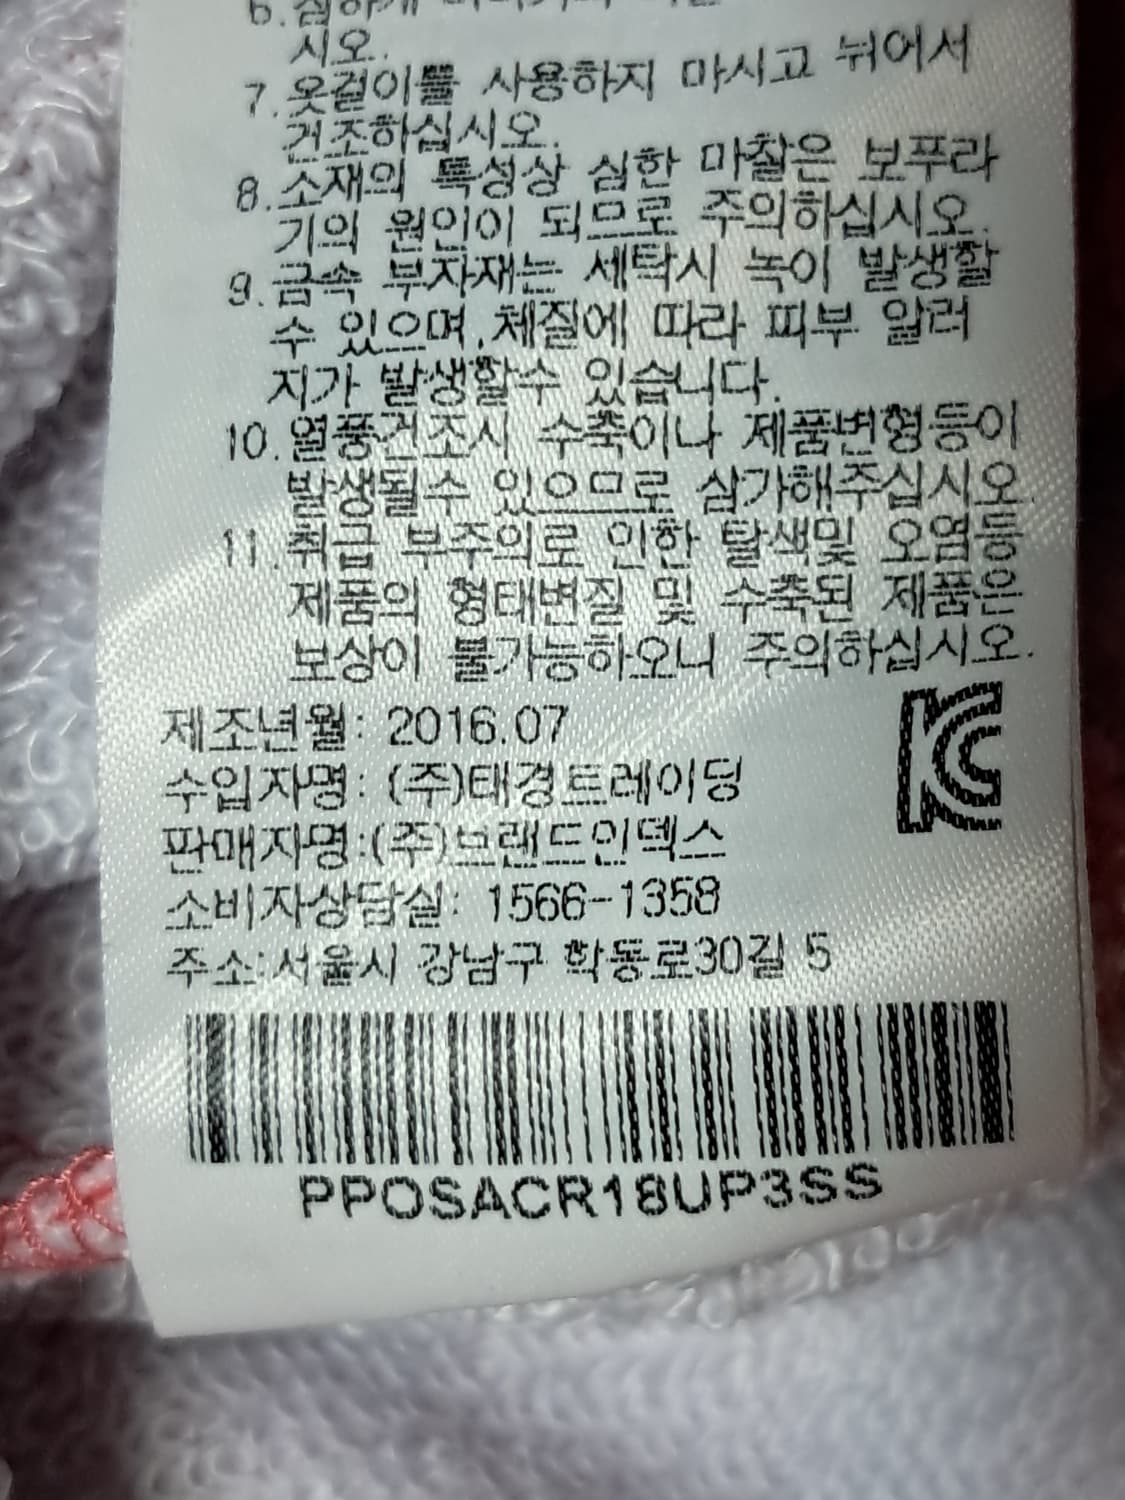 6.심하게
시오.
7.옷걸이를 사용하지 마시고 뉘어서
건조하십시오.
8.소재의 특성상 심한 마찰은 보푸라
기의 원인이 되므로 주의하십시오.
9.금속 부자재는 세탁시 녹이 발생할
수 있으며,체질에 따라 피부 알러
지가 발생할수 있습니다.
10.열풍건조시 수축이나 제품변형등이
발생될수 있으므로 삼가해주십시오.
11.취급 부주의로 인한 탈색및 오염등
제품의 형태변질 및 수축된 제품은
보상이 불가능하오니 주의하십시오.
제조년월: 2016.07
수입자명: (주)태경트레이딩
판매자명:(주)브랜드인덱스
소비자상담실: 1566-1358
주소:서울시 강남구 학동로30길 5
PPOSACR18UP3SS